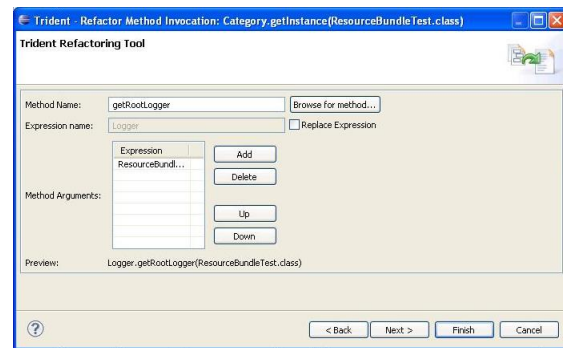 Trident - Refactor Method Invocation: Category.getInstance(ResourceBundleTest.class)
Trident Refactoring Tool
Method Name: getRootLogger Browse for method...
Expression name: Logger Replace Expression
Expression
ResourceBundl...
Add
Delete
Method Arguments:
Up
Down
Preview: Logger.getRootLogger(ResourceBundleTest.class)
? < Back Next > Finish Cancel